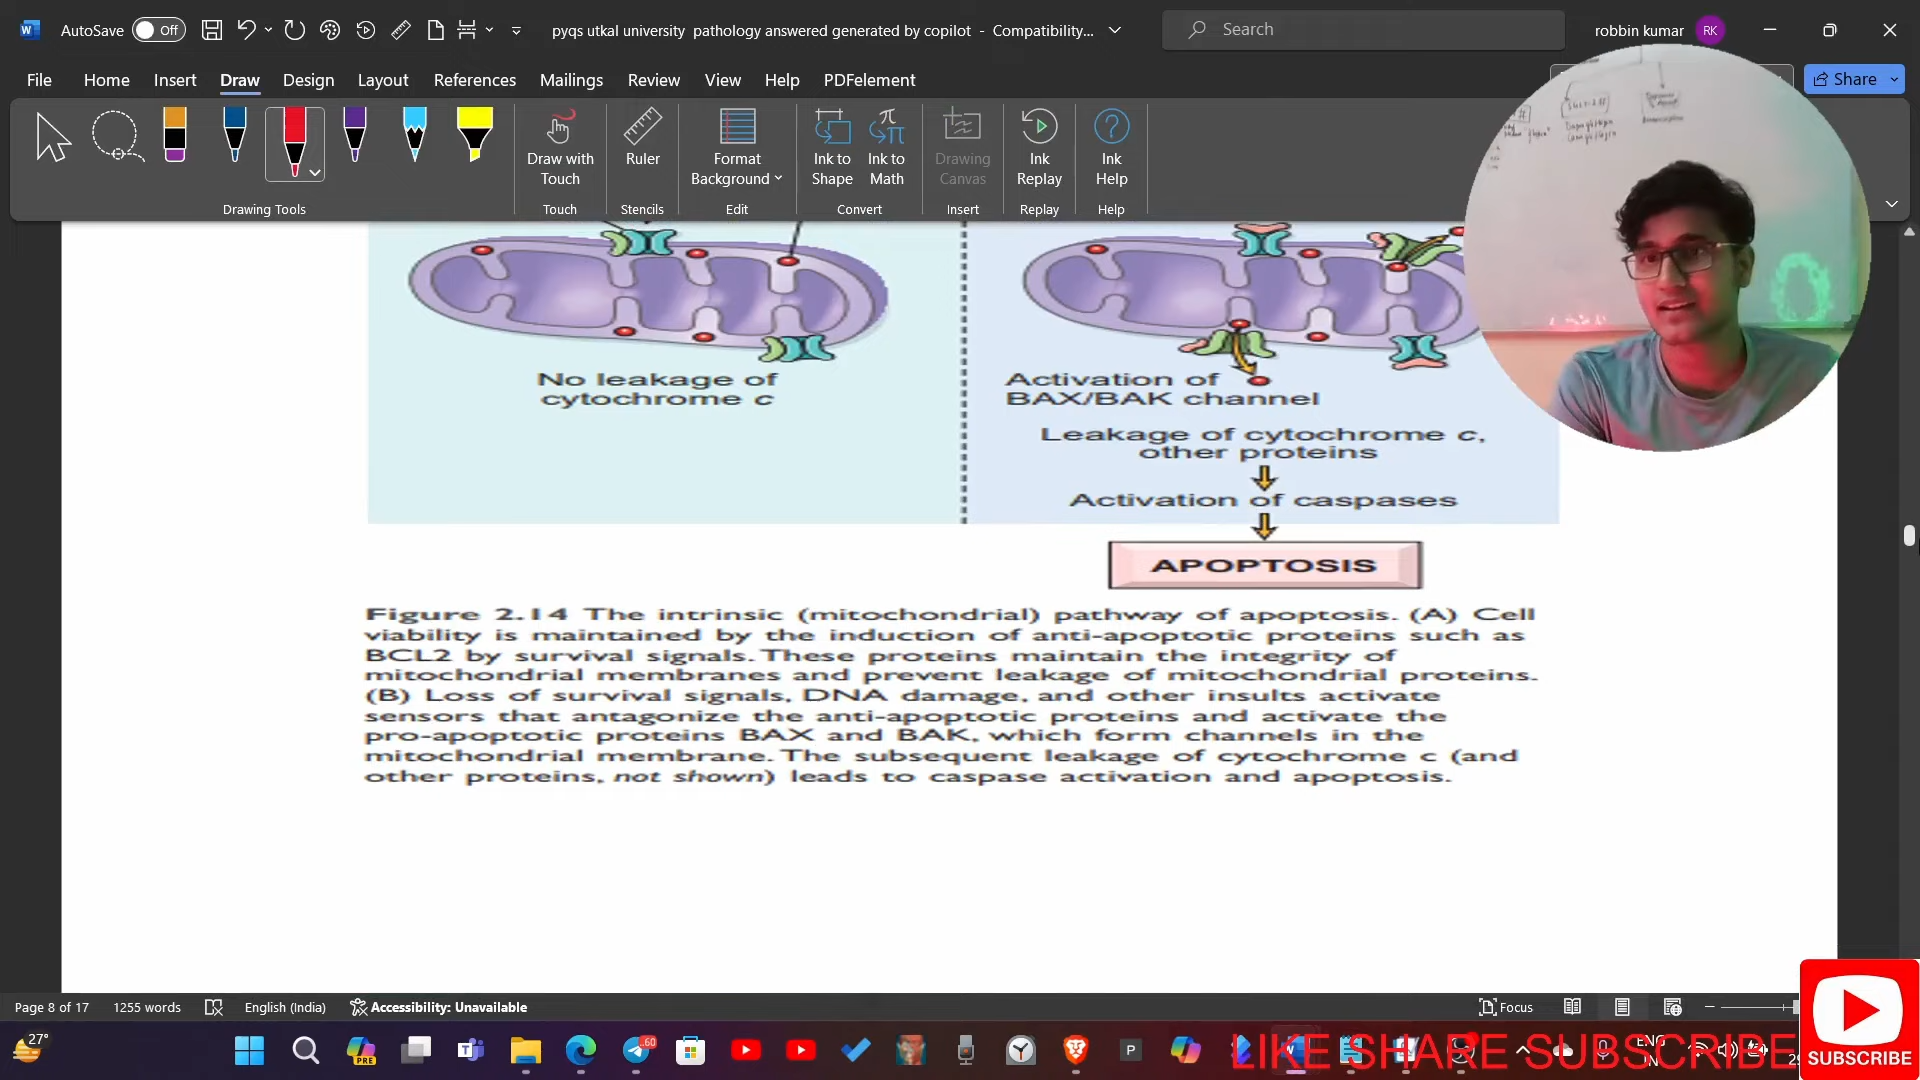 AutoSave Off
pyqs utkal university pathology answered generated by copilot - Compatibility...
Search
robbin kumar RK
File Home Insert Draw Design Layout References Mailings Review View Help PDFelement
Share
Draw with Touch
Ruler
Format Background
Ink to Shape
Ink to Math
Drawing Canvas
Ink Replay
Ink Help
Drawing Tools Touch Stencils Edit Convert Insert Replay Help
No leakage of
cytochrome c
Activation of
BAX/BAK channel
Leakage of cytochrome c,
other proteins
Activation of caspases
APOPTOSIS
Figure 2.14 The intrinsic (mitochondrial) pathway of apoptosis. (A) Cell
viability is maintained by the induction of anti-apoptotic proteins such as
BCL2 by survival signals. These proteins maintain the integrity of
mitochondrial membranes and prevent leakage of mitochondrial proteins.
(B) Loss of survival signals, DNA damage, and other insults activate
sensors that antagonize the anti-apoptotic proteins and activate the
pro-apoptotic proteins BAX and BAK, which form channels in the
mitochondrial membrane. The subsequent leakage of cytochrome c (and
other proteins, not shown) leads to caspase activation and apoptosis.
Page 8 of 17 1255 words English (India) Accessibility: Unavailable
Focus
27°
PRE
60
P
LIKE SHARE SUBSCRIBE
ENG
SUBSCRIBE